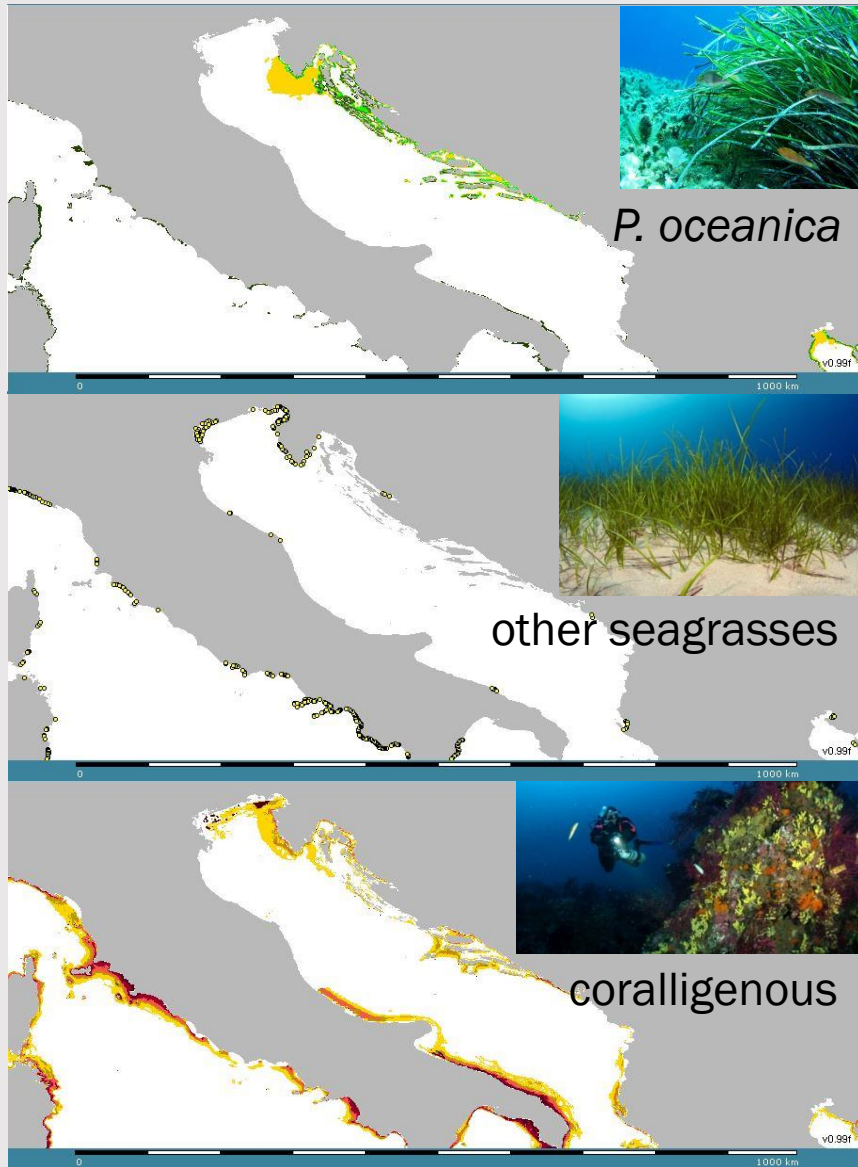 P. oceanica
v0.99f
0
1000 km
other seagrasses
v0.99f
0
1000 km
coralligenous
v0.99f
0
1000 km